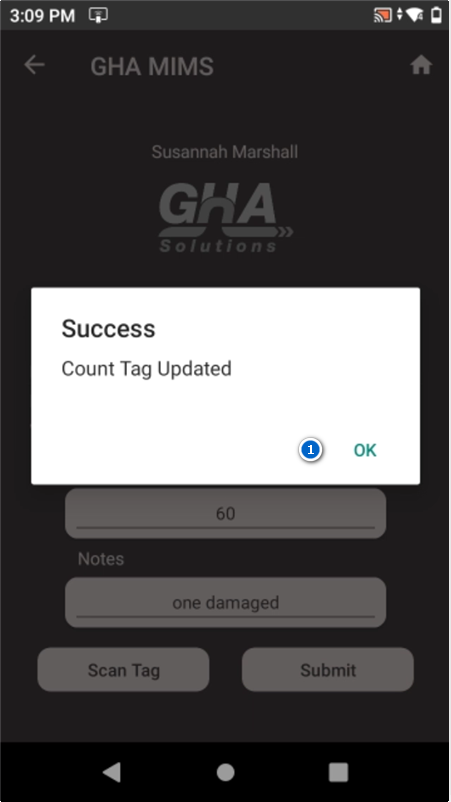 3:09 PM
GHA MIMS
Susannah Marshall
GHA
Solutions
Success
Count Tag Updated
1
OK
60
Notes
one damaged
Scan Tag
Submit